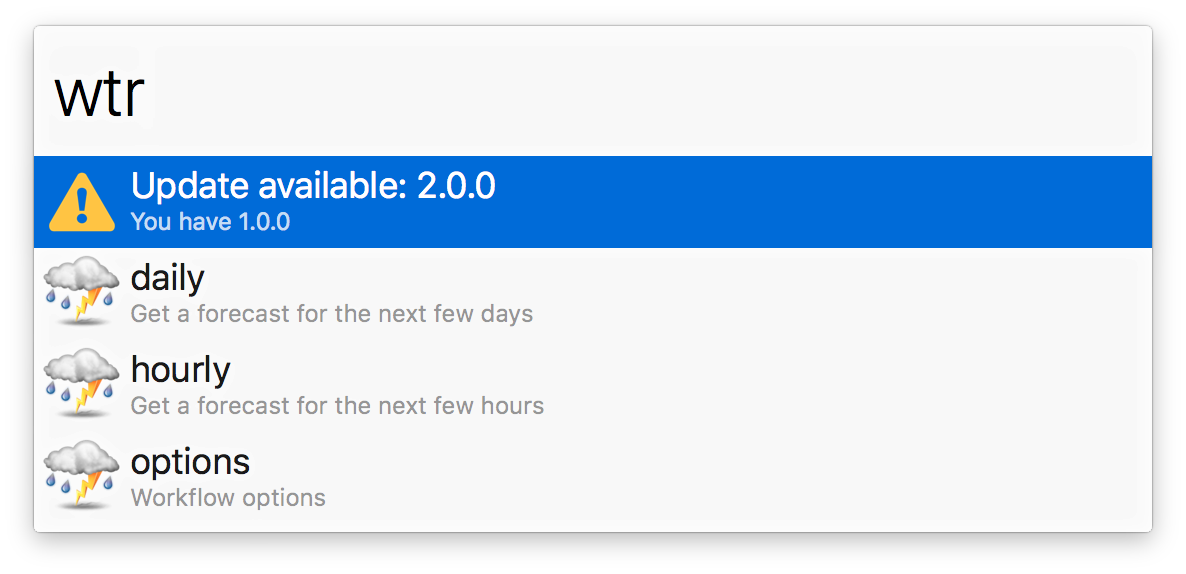 wtr
Update available: 2.0.0
You have 1.0.0
daily
Get a forecast for the next few days
hourly
Get a forecast for the next few hours
options
Workflow options